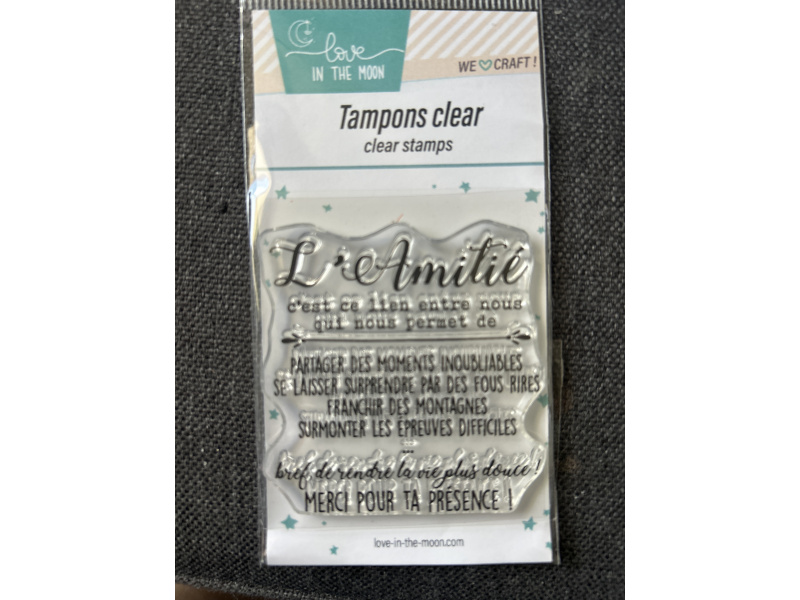 love
IN THE MOON
WE CRAFT !
Tampons clear
clear stamps
L'Amitié
c'est ce lien entre nous
qui nous permet de
PARTAGER DES MOMENTS INOUBLIABLES
SE LAISSER SURPRENDRE PAR DES FOUS RIRES
FRANCHIR DES MONTAGNES
SURMONTER LES ÉPREUVES DIFFICILES
...
bref, de rendre la vie plus douce !
MERCI POUR TA PRÉSENCE !
love-in-the-moon.com